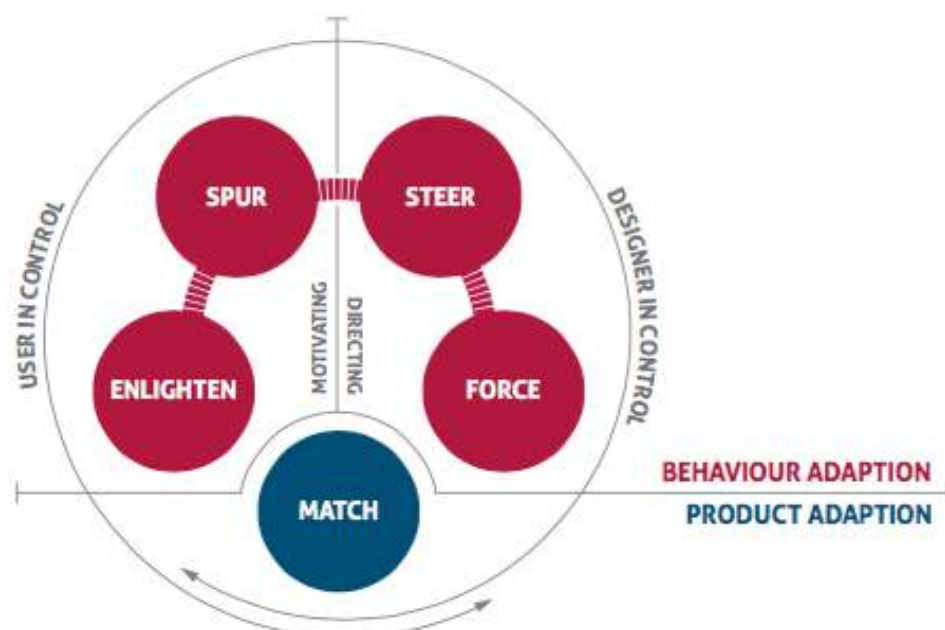 SPUR
STEER
USER IN CONTROL
DESIGNER IN CONTROL
MOTIVATING
DIRECTING
ENLIGHTEN
FORCE
BEHAVIOUR ADAPTION
MATCH
PRODUCT ADAPTION